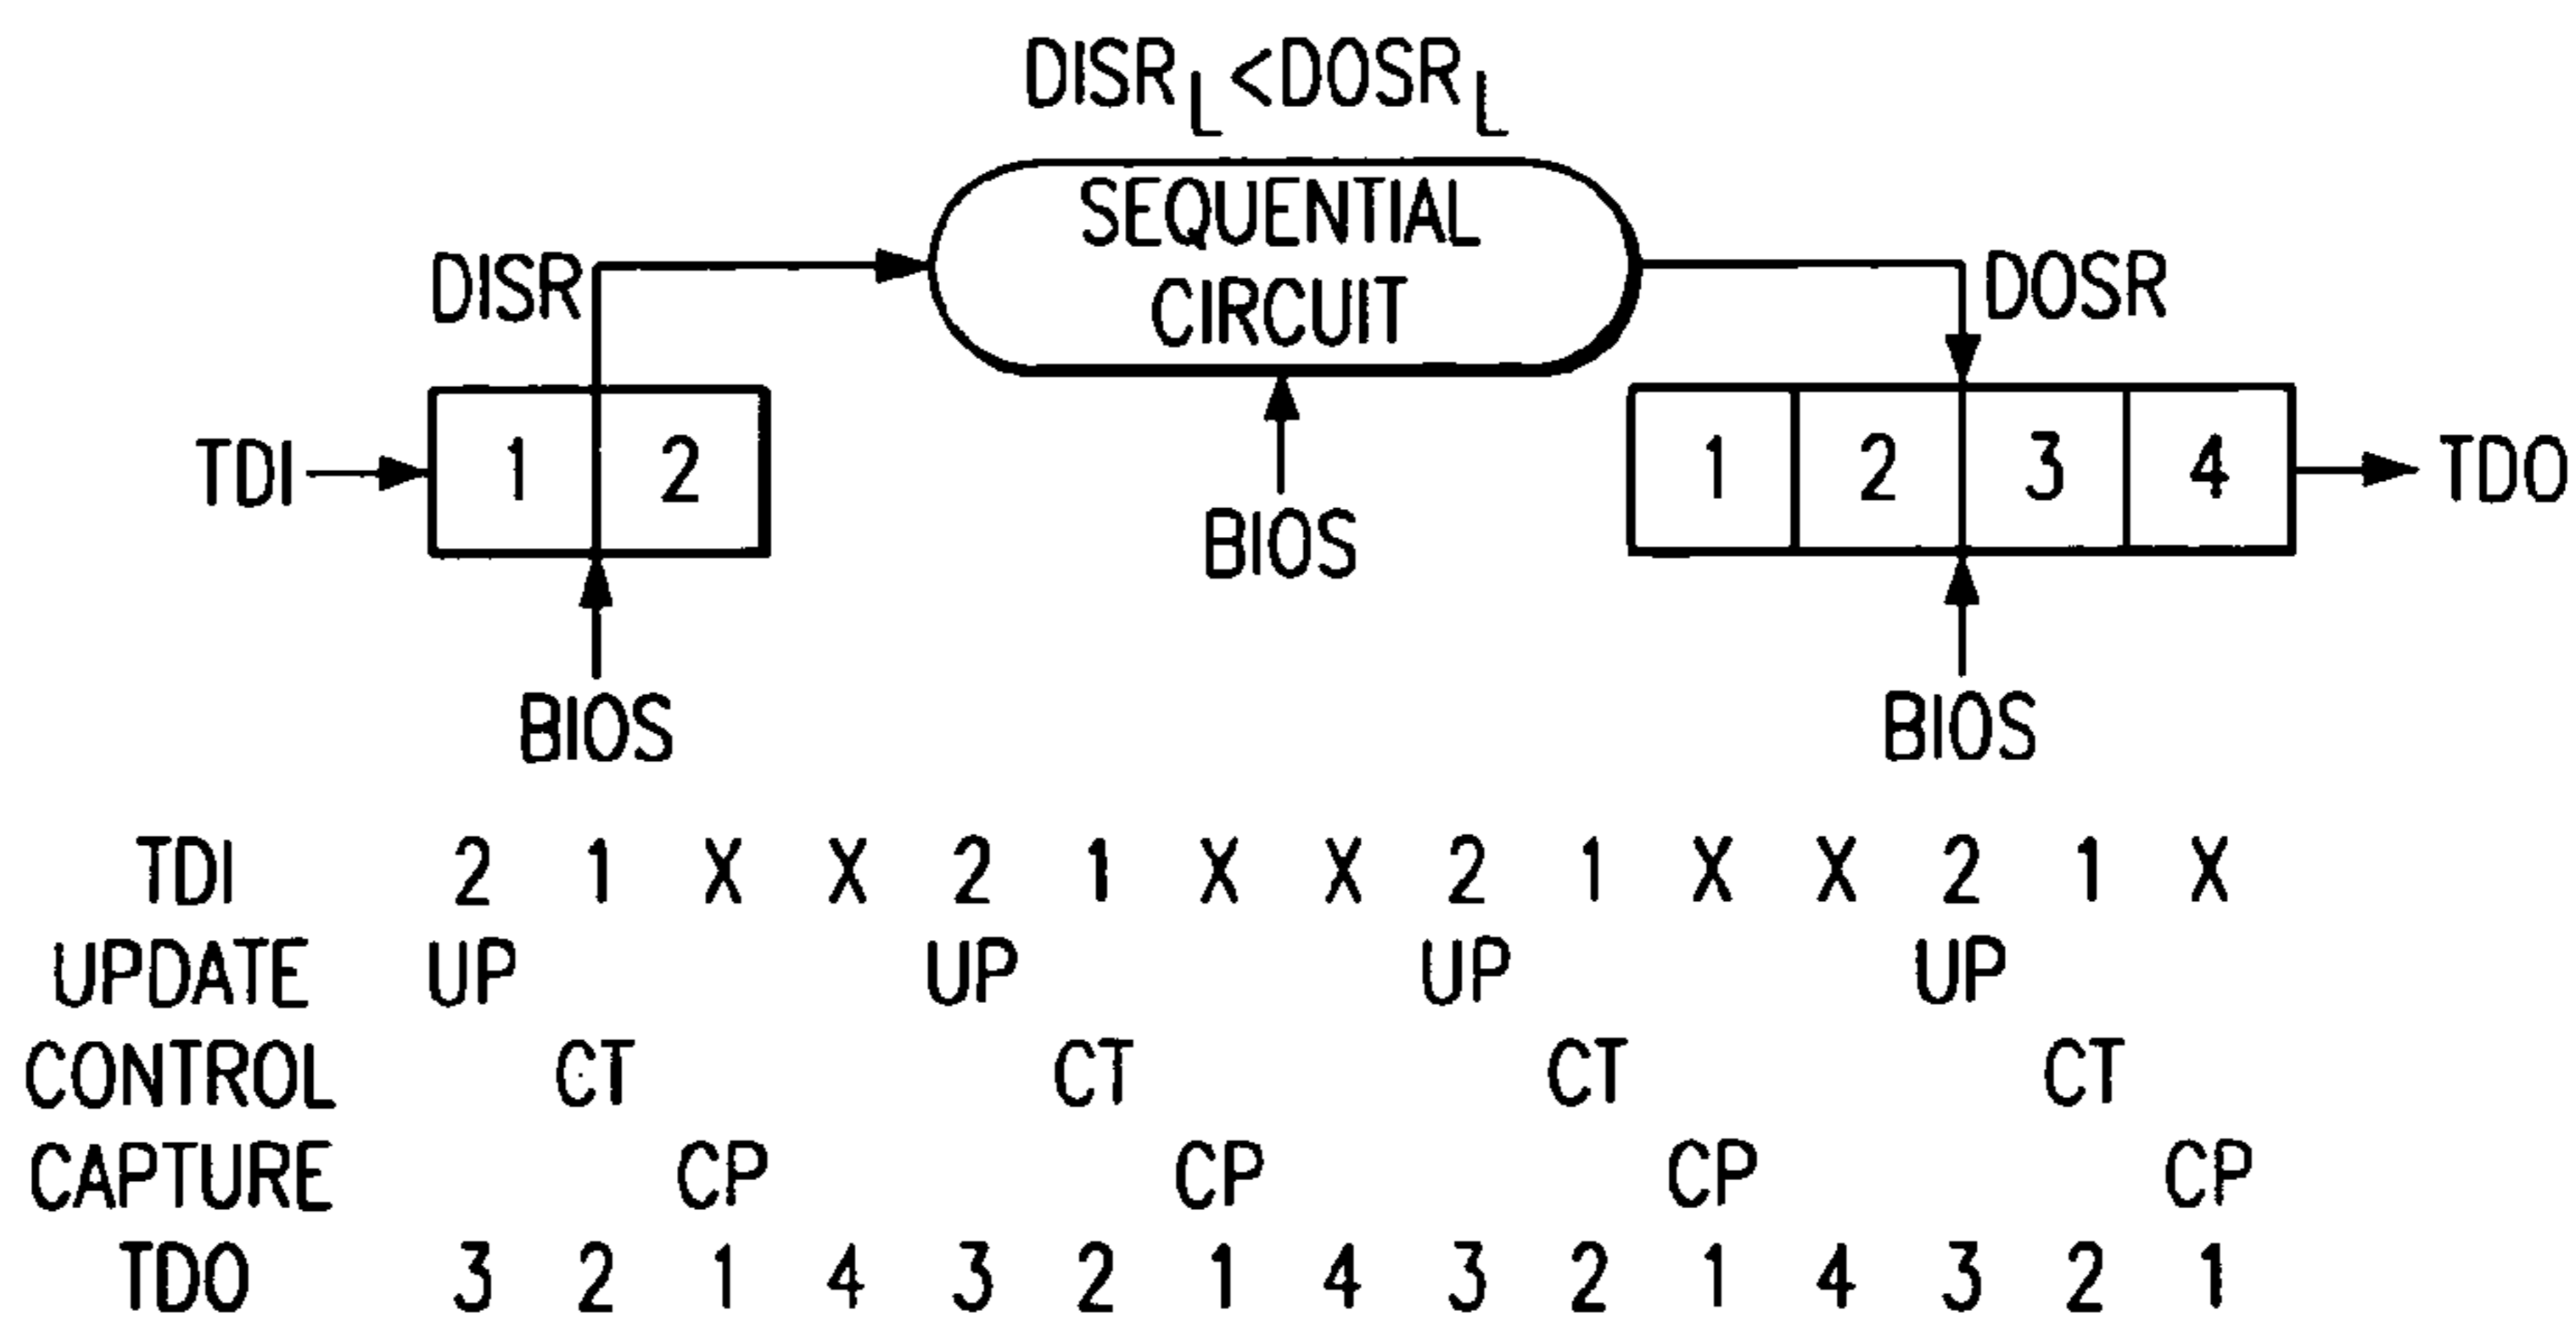 DISR L < DOSR L
SEQUENTIAL
CIRCUIT
DISR
DOSR
TDI 1 2
1 2 3 4 TDO
BIOS
BIOS
BIOS
TDI 2 1 X X 2 1 X X 2 1 X X 2 1 X
UPDATE UP UP UP UP
CONTROL CT CT CT CT
CAPTURE CP CP CP CP
TDO 3 2 1 4 3 2 1 4 3 2 1 4 3 2 1